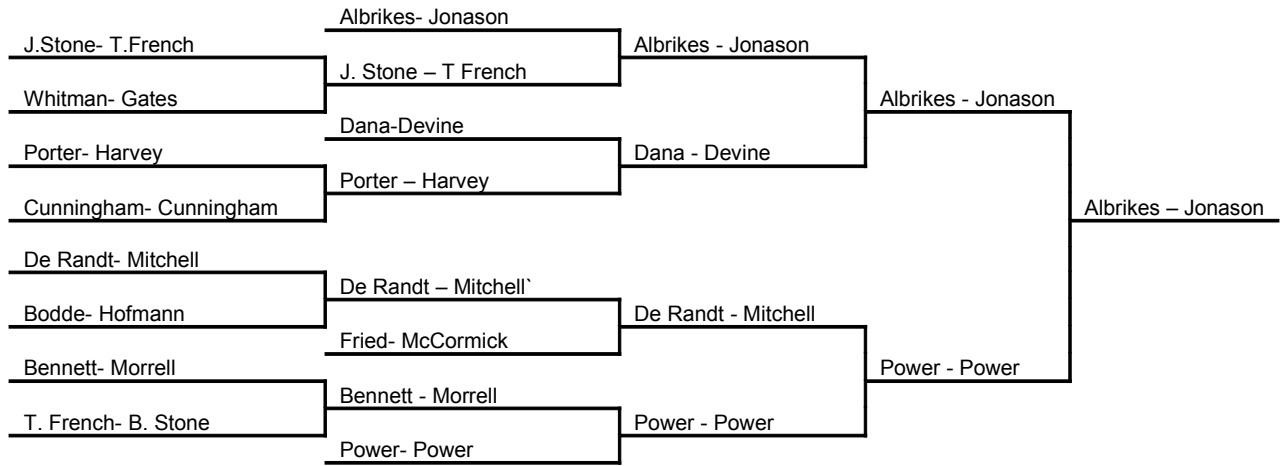 Albrikes- Jonason
J.Stone- T.French
Albrikes - Jonason
J. Stone – T French
Whitman- Gates
Albrikes - Jonason
Dana-Devine
Porter- Harvey
Dana - Devine
Porter – Harvey
Cunningham- Cunningham
Albrikes – Jonason
De Randt- Mitchell
De Randt – Mitchell`
Bodde- Hofmann
De Randt - Mitchell
Fried- McCormick
Bennett- Morrell
Power - Power
Bennett - Morrell
T. French- B. Stone
Power - Power
Power- Power